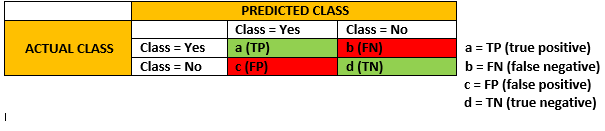 PREDICTED CLASS
ACTUAL CLASS
Class = Yes Class = No
Class = Yes a (TP) b (FN)
Class = No c (FP) d (TN)
a = TP (true positive)
b = FN (false negative)
c = FP (false positive)
d = TN (true negative)